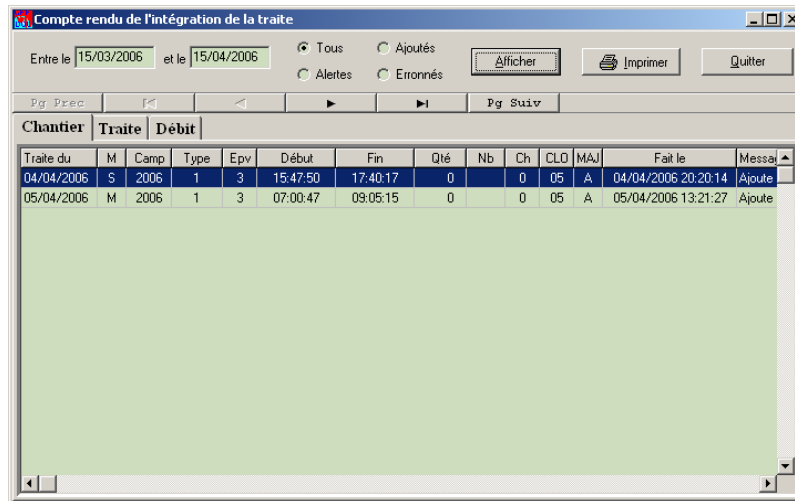 Compte rendu de l'intégration de la traite
Entre le 15/03/2006 et le 15/04/2006 Tous Ajoutés Alertes Erronnés Afficher Imprimer Quitter
Pg Prec Pg Suiv
Chantier Traite Débit
Traite du M Camp Type Epv Début Fin Qté Nb Ch CLO MAJ Fait le Messa
04/04/2006 S 2006 1 3 15:47:50 17:40:17 0 0 05 A 04/04/2006 20:20:14 Ajoute
05/04/2006 M 2006 1 3 07:00:47 09:05:15 0 0 05 A 05/04/2006 13:21:27 Ajoute